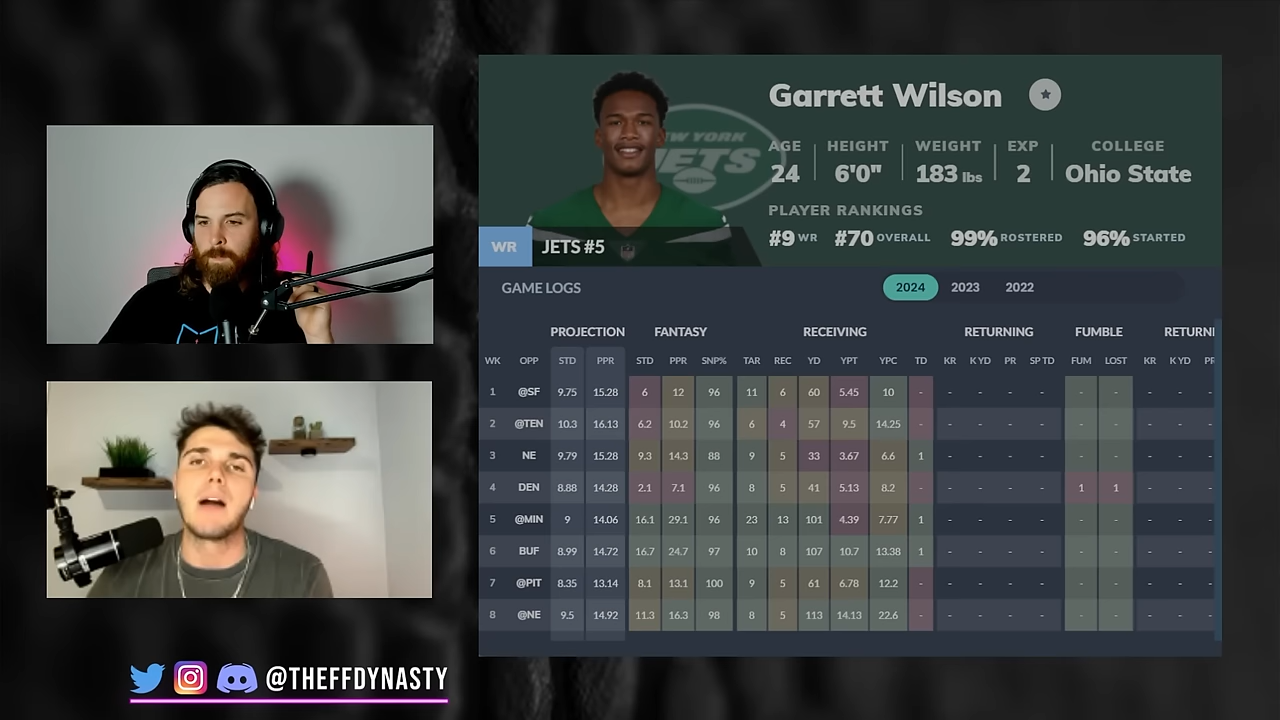 Garrett Wilson
NEW YORK
JETS
AGE HEIGHT WEIGHT EXP COLLEGE
24 6'0" 183 lbs 2 Ohio State
PLAYER RANKINGS
#9 WR #70 OVERALL 99% ROSTERED 96% STARTED
WR JETS #5
GAME LOGS 2024 2023 2022
PROJECTION FANTASY RECEIVING RETURNING FUMBLE RETURNI
WK OPP STD PPR STD PPR SNP% TAR REC YD YPT YPC TD KR K YD PR SP TD FUM LOST KR K YD PR
1 @SF 9.75 15.28 6 12 96 11 6 60 5.45 10 - - - - - - - - - -
2 @TEN 10.3 16.13 6.2 10.2 96 6 4 57 9.5 14.25 - - - - - - - - - -
3 NE 9.79 15.28 9.3 14.3 88 9 5 33 3.67 6.6 1 - - - - - - - - -
4 DEN 8.88 14.28 2.1 7.1 96 8 5 41 5.13 8.2 - - - - - 1 1 - - -
5 @MIN 9 14.06 16.1 29.1 96 23 13 101 4.39 7.77 1 - - - - - - - - -
6 BUF 8.99 14.72 16.7 24.7 97 10 8 107 10.7 13.38 1 - - - - - - - - -
7 @PIT 8.35 13.14 8.1 13.1 100 9 5 61 6.78 12.2 - - - - - - - - - -
8 @NE 9.5 14.92 11.3 16.3 98 8 5 113 14.13 22.6 - - - - - - - - - -
@THEFFDYNASTY